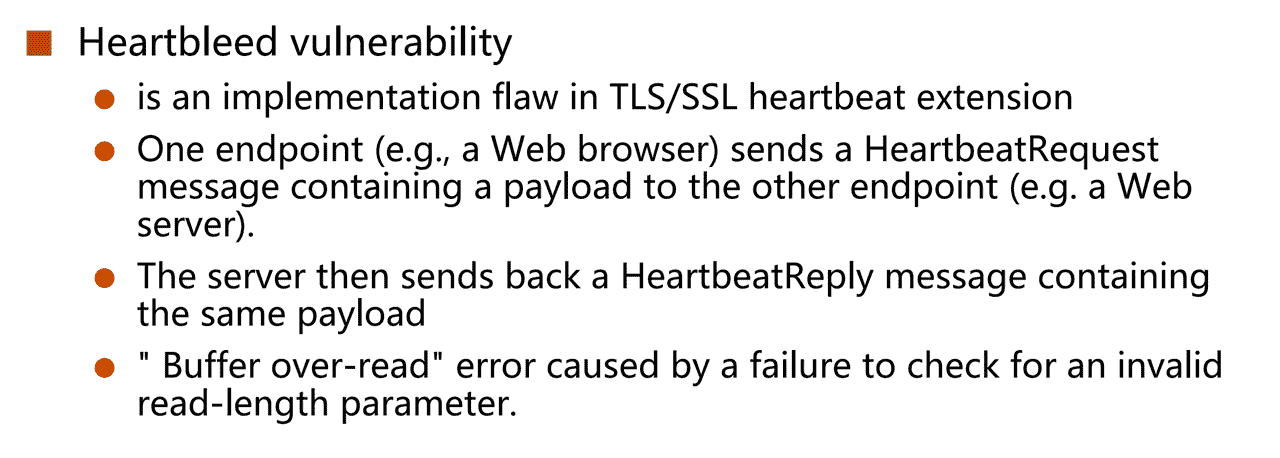 Heartbleed vulnerability
is an implementation flaw in TLS/SSL heartbeat extension
One endpoint (e.g., a Web browser) sends a HeartbeatRequest
message containing a payload to the other endpoint (e.g. a Web
server).
The server then sends back a HeartbeatReply message containing
the same payload
" Buffer over-read" error caused by a failure to check for an invalid
read-length parameter.